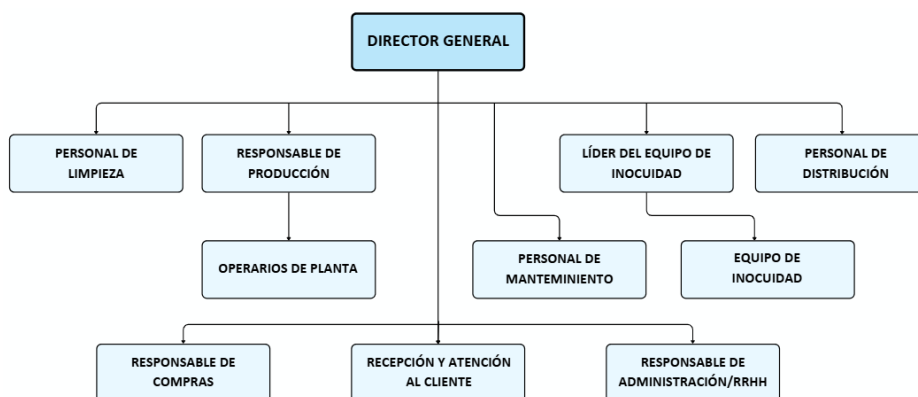 DIRECTOR GENERAL
PERSONAL DE
LIMPIEZA
RESPONSABLE DE
PRODUCCIÓN
LÍDER DEL EQUIPO DE
INOCUIDAD
PERSONAL DE
DISTRIBUCIÓN
OPERARIOS DE PLANTA
PERSONAL DE
MANTEMINIENTO
EQUIPO DE
INOCUIDAD
RESPONSABLE DE
COMPRAS
RECEPCIÓN Y ATENCIÓN
AL CLIENTE
RESPONSABLE DE
ADMINISTRACIÓN/RRHH